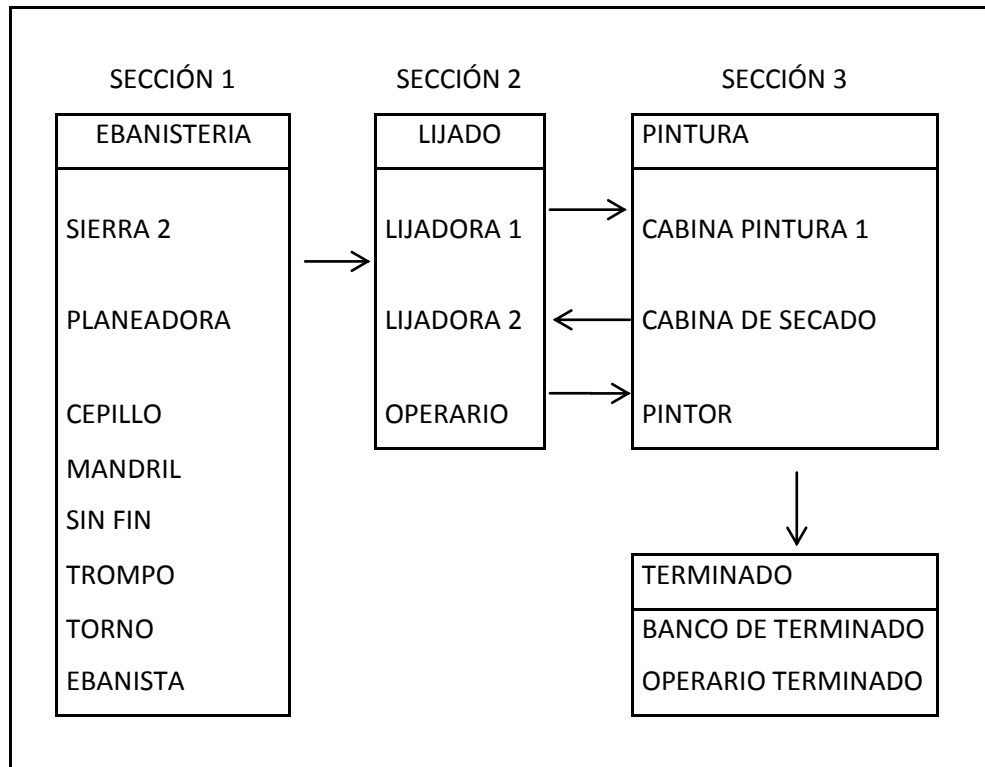 SECCIÓN 1
EBANISTERIA
SIERRA 2
PLANEADORA
CEPILLO
MANDRIL
SIN FIN
TROMPO
TORNO
EBANISTA
SECCIÓN 2
LIJADO
LIJADORA 1
LIJADORA 2
OPERARIO
SECCIÓN 3
PINTURA
CABINA PINTURA 1
CABINA DE SECADO
PINTOR
TERMINADO
BANCO DE TERMINADO
OPERARIO TERMINADO